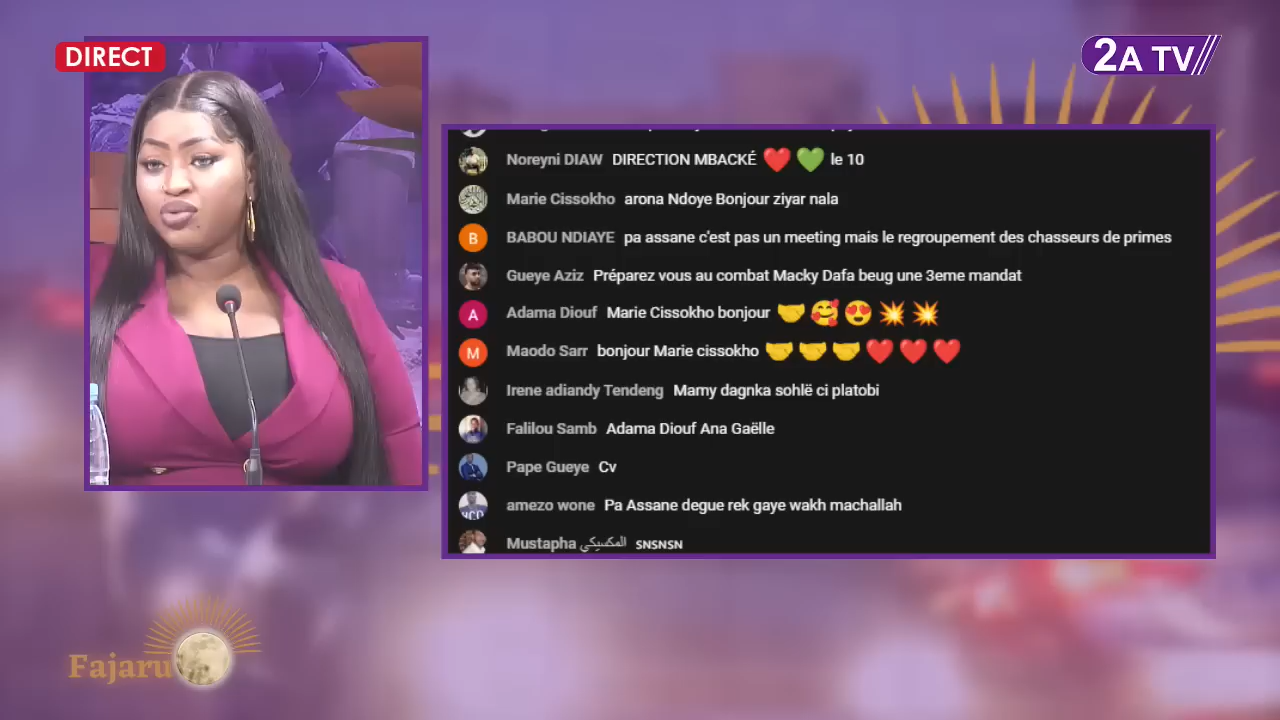 DIRECT
2A TV
Noreyni DIAW DIRECTION MBACKÉ ❤️ 💚 le 10
Marie Cissokho arona Ndoye Bonjour ziyar nala
B BABOU NDIAYE pa assane c'est pas un meeting mais le regroupement des chasseurs de primes
Gueye Aziz Préparez vous au combat Macky Dafa beug une 3eme mandat
A Adama Diouf Marie Cissokho bonjour 🤝 🥰 😍 💥 💥
M Maodo Sarr bonjour Marie cissokho 🤝 🤝 🤝 ❤️ ❤️ ❤️
Irene adiandy Tendeng Mamy dagnka sohlë ci platobi
Falilou Samb Adama Diouf Ana Gaëlle
Pape Gueye Cv
amezo wone Pa Assane degue rek gaye wakh machallah
Mustapha المكسيكي SNSNSN
Fajaru